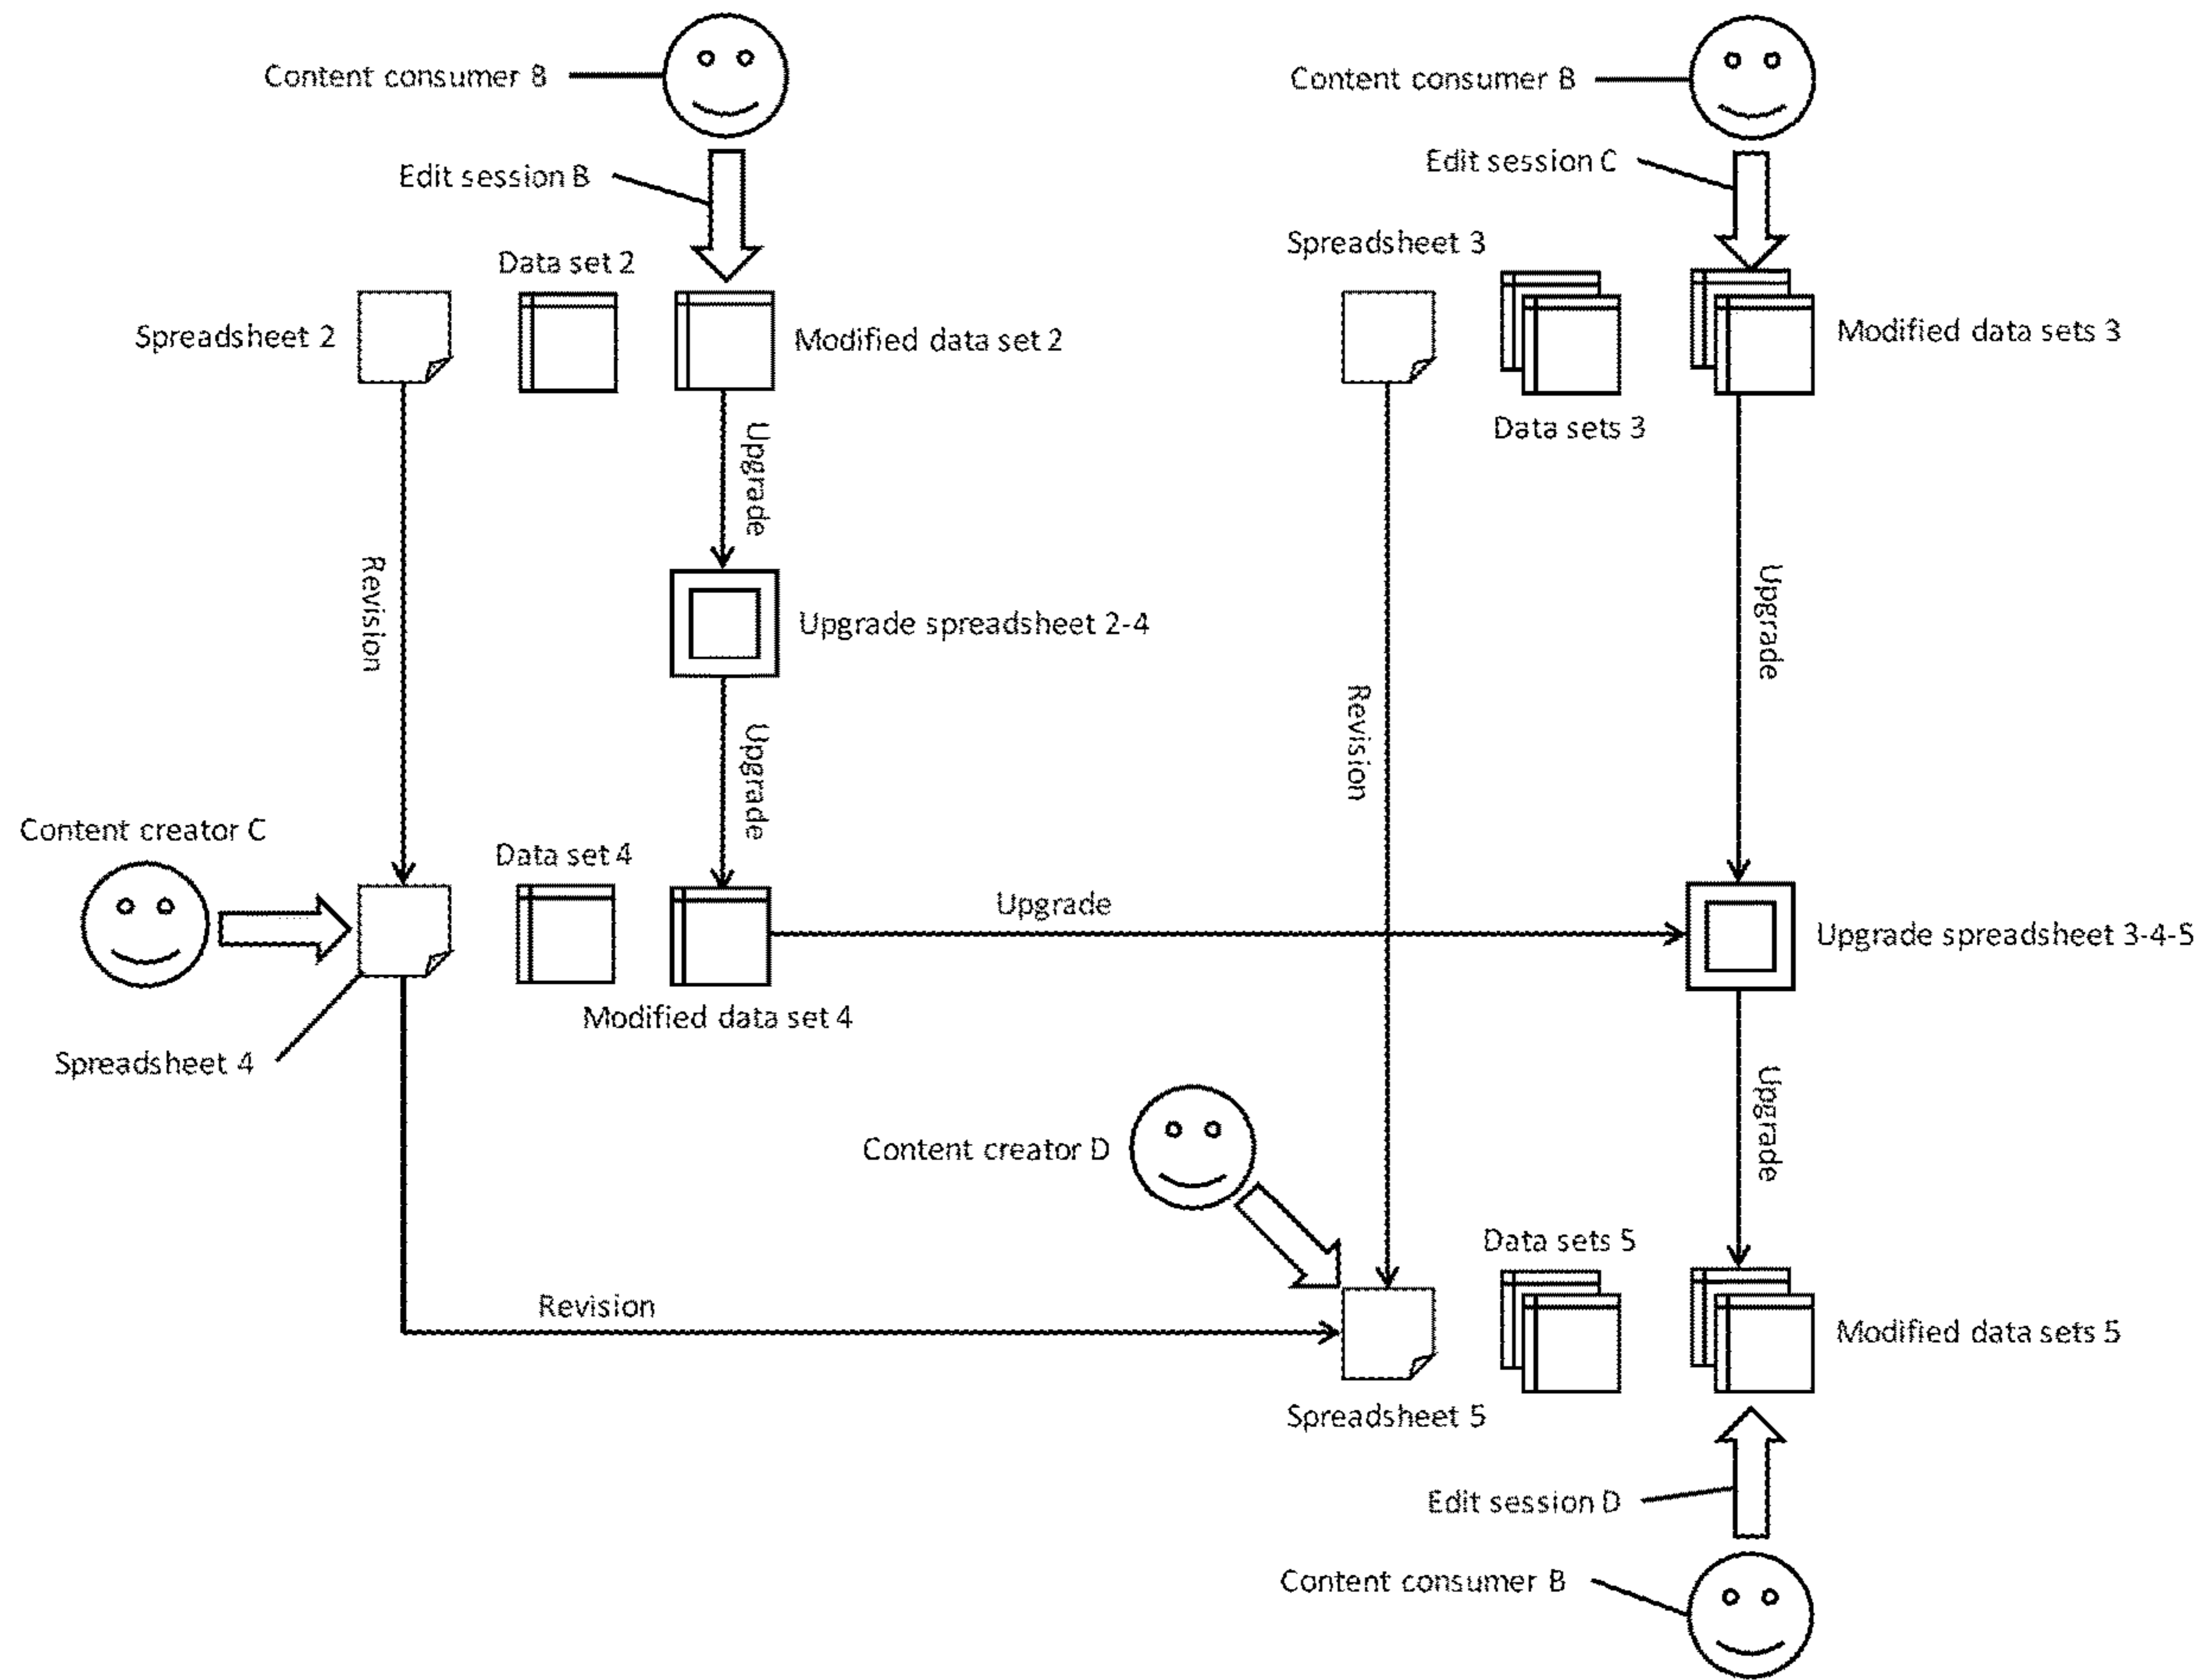 Content consumer B
Content consumer B
Edit session B
Edit session C
Spreadsheet 3
Data set 2
Spreadsheet 2
Modified data set 2
Modified data sets 3
Data sets 3
Upgrade
Revision
Upgrade
Upgrade spreadsheet 2-4
Revision
Upgrade
Content creator C
Data set 4
Upgrade
Upgrade spreadsheet 3-4-5
Modified data set 4
Spreadsheet 4
Upgrade
Content creator D
Data sets 5
Revision
Modified data sets 5
Spreadsheet 5
Edit session D
Content consumer B